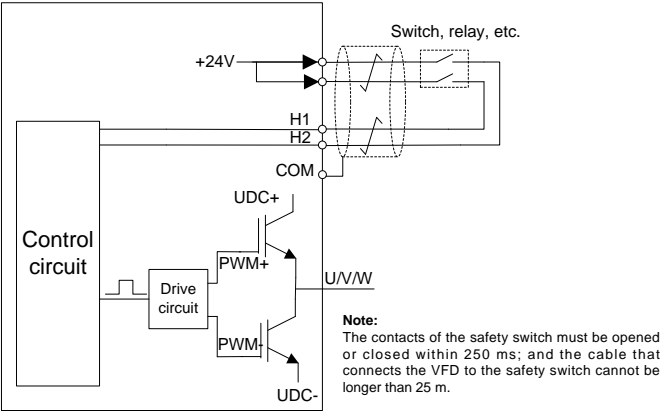 Switch, relay, etc.
+24V
H1
H2
COM
UDC+
Control
circuit
PWM+
Drive
circuit
U/V/W
PWM-
UDC-
Note:
The contacts of the safety switch must be opened
or closed within 250 ms; and the cable that
connects the VFD to the safety switch cannot be
longer than 25 m.